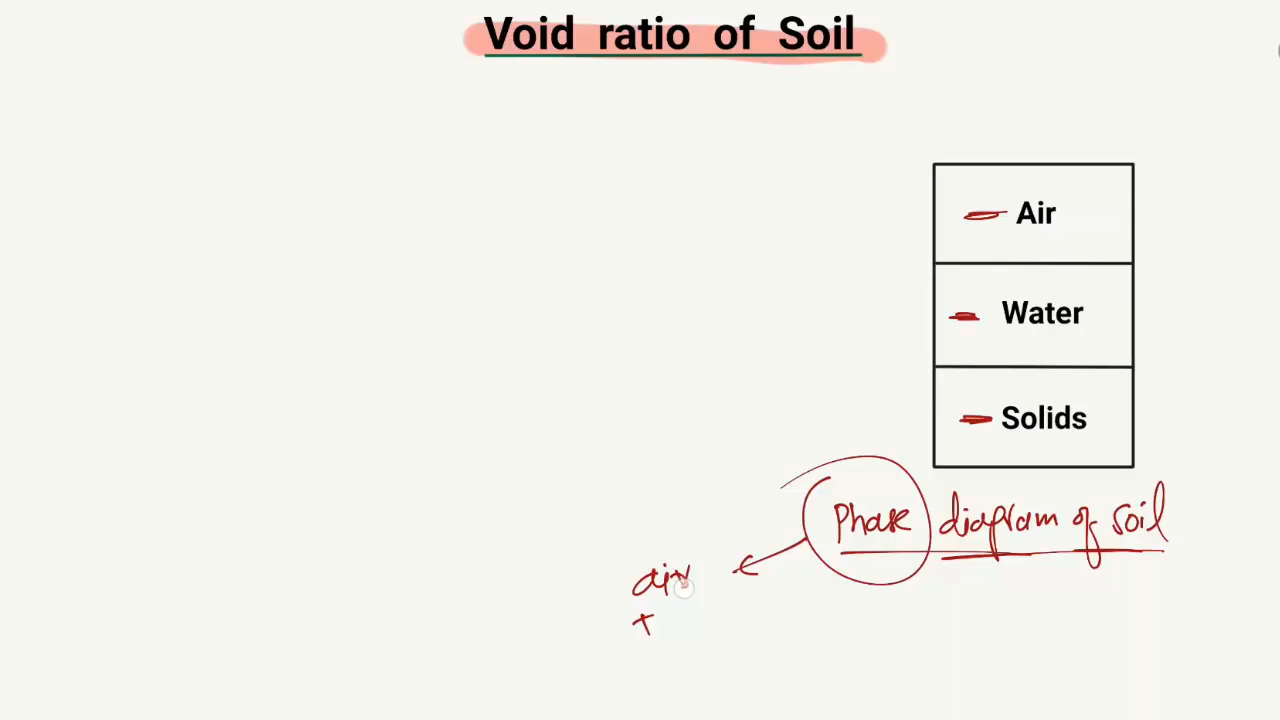 Void ratio of Soil
Air
Water
Solids
Phase diagram of soil
air
+